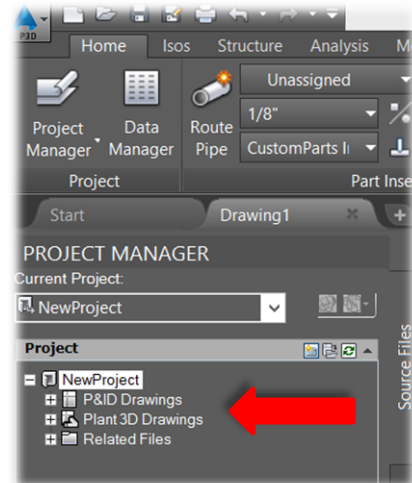 P3D
Home Isos Structure Analysis
Unassigned
1/8"
Project Manager
Data Manager
Route Pipe
CustomParts
Project
Part Inse
Start
Drawing1
PROJECT MANAGER
Current Project:
NewProject
Project
NewProject
P&ID Drawings
Plant 3D Drawings
Related Files
Source Files